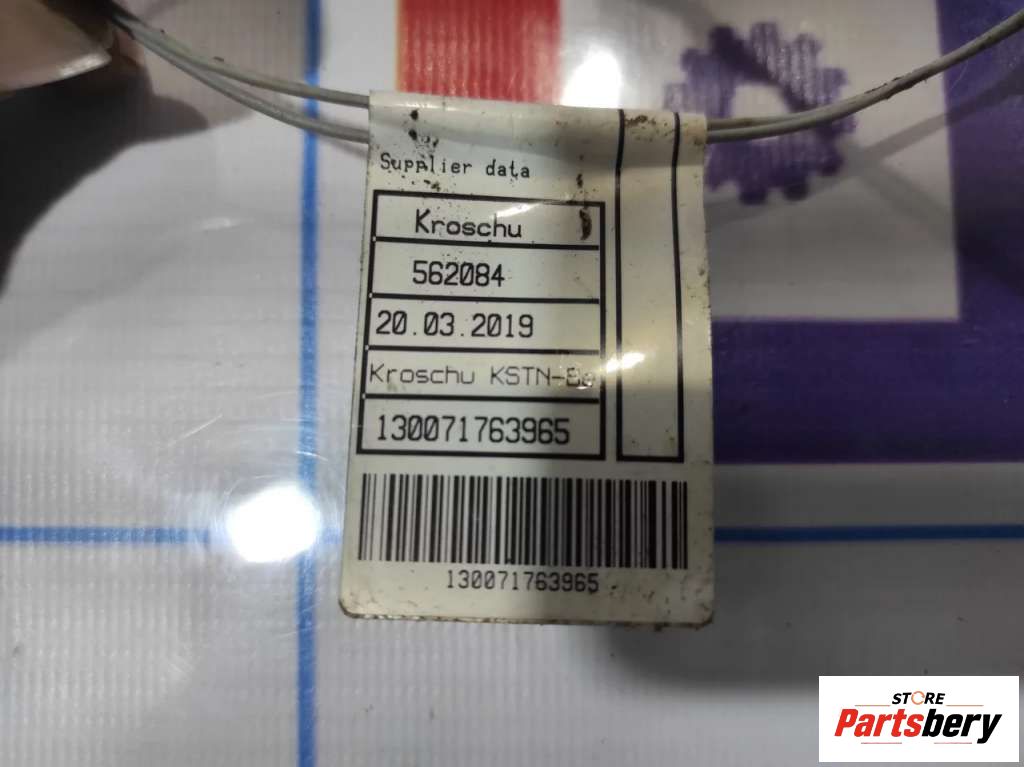 Supplier data
Kroschu
562084
20.03.2019
Kroschu KSTN-
130071763965
130071763965
STORE
Partsbery